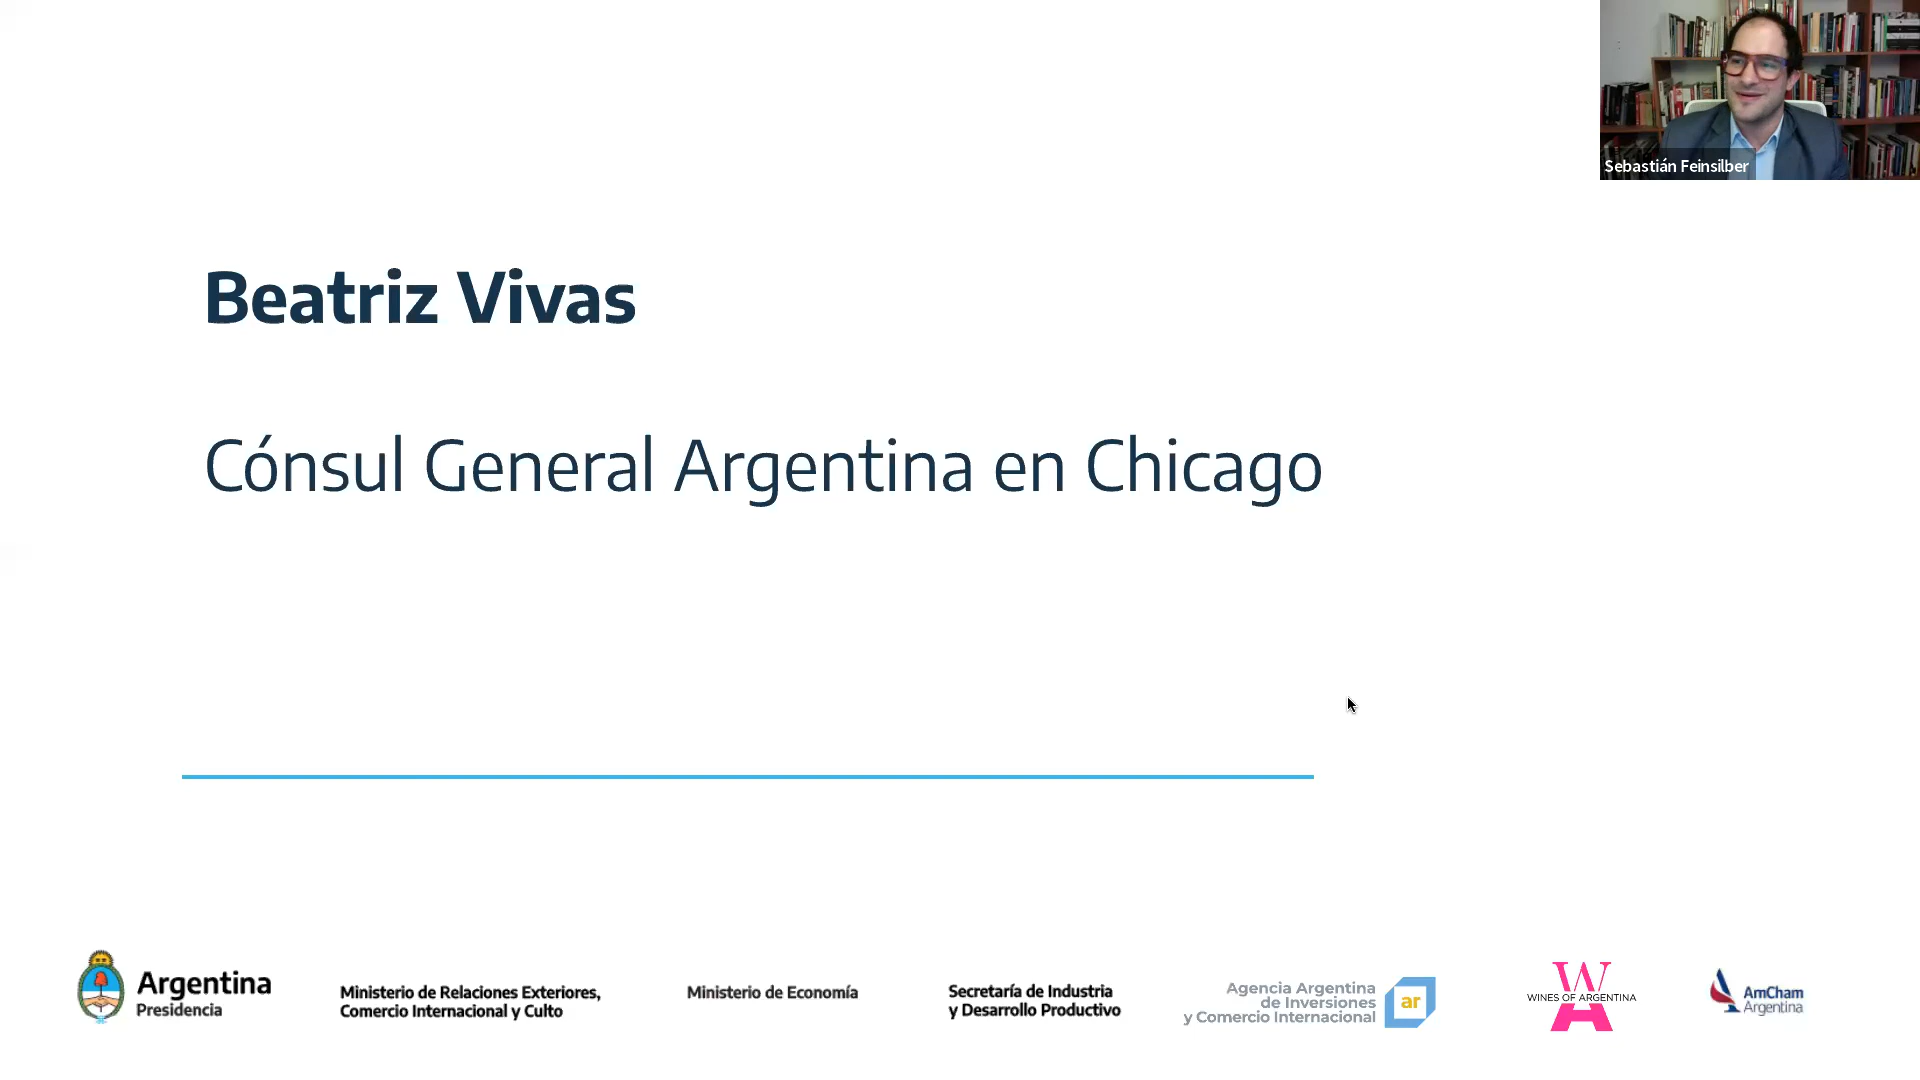 Sebastián Feinsilber
Beatriz Vivas
Cónsul General Argentina en Chicago
Argentina
Presidencia
Ministerio de Relaciones Exteriores,
Comercio Internacional y Culto
Ministerio de Economía
Secretaría de Industria
y Desarrollo Productivo
Agencia Argentina
de Inversiones
y Comercio Internacional
ar
W
WINES OF ARGENTINA
A
AmCham
Argentina